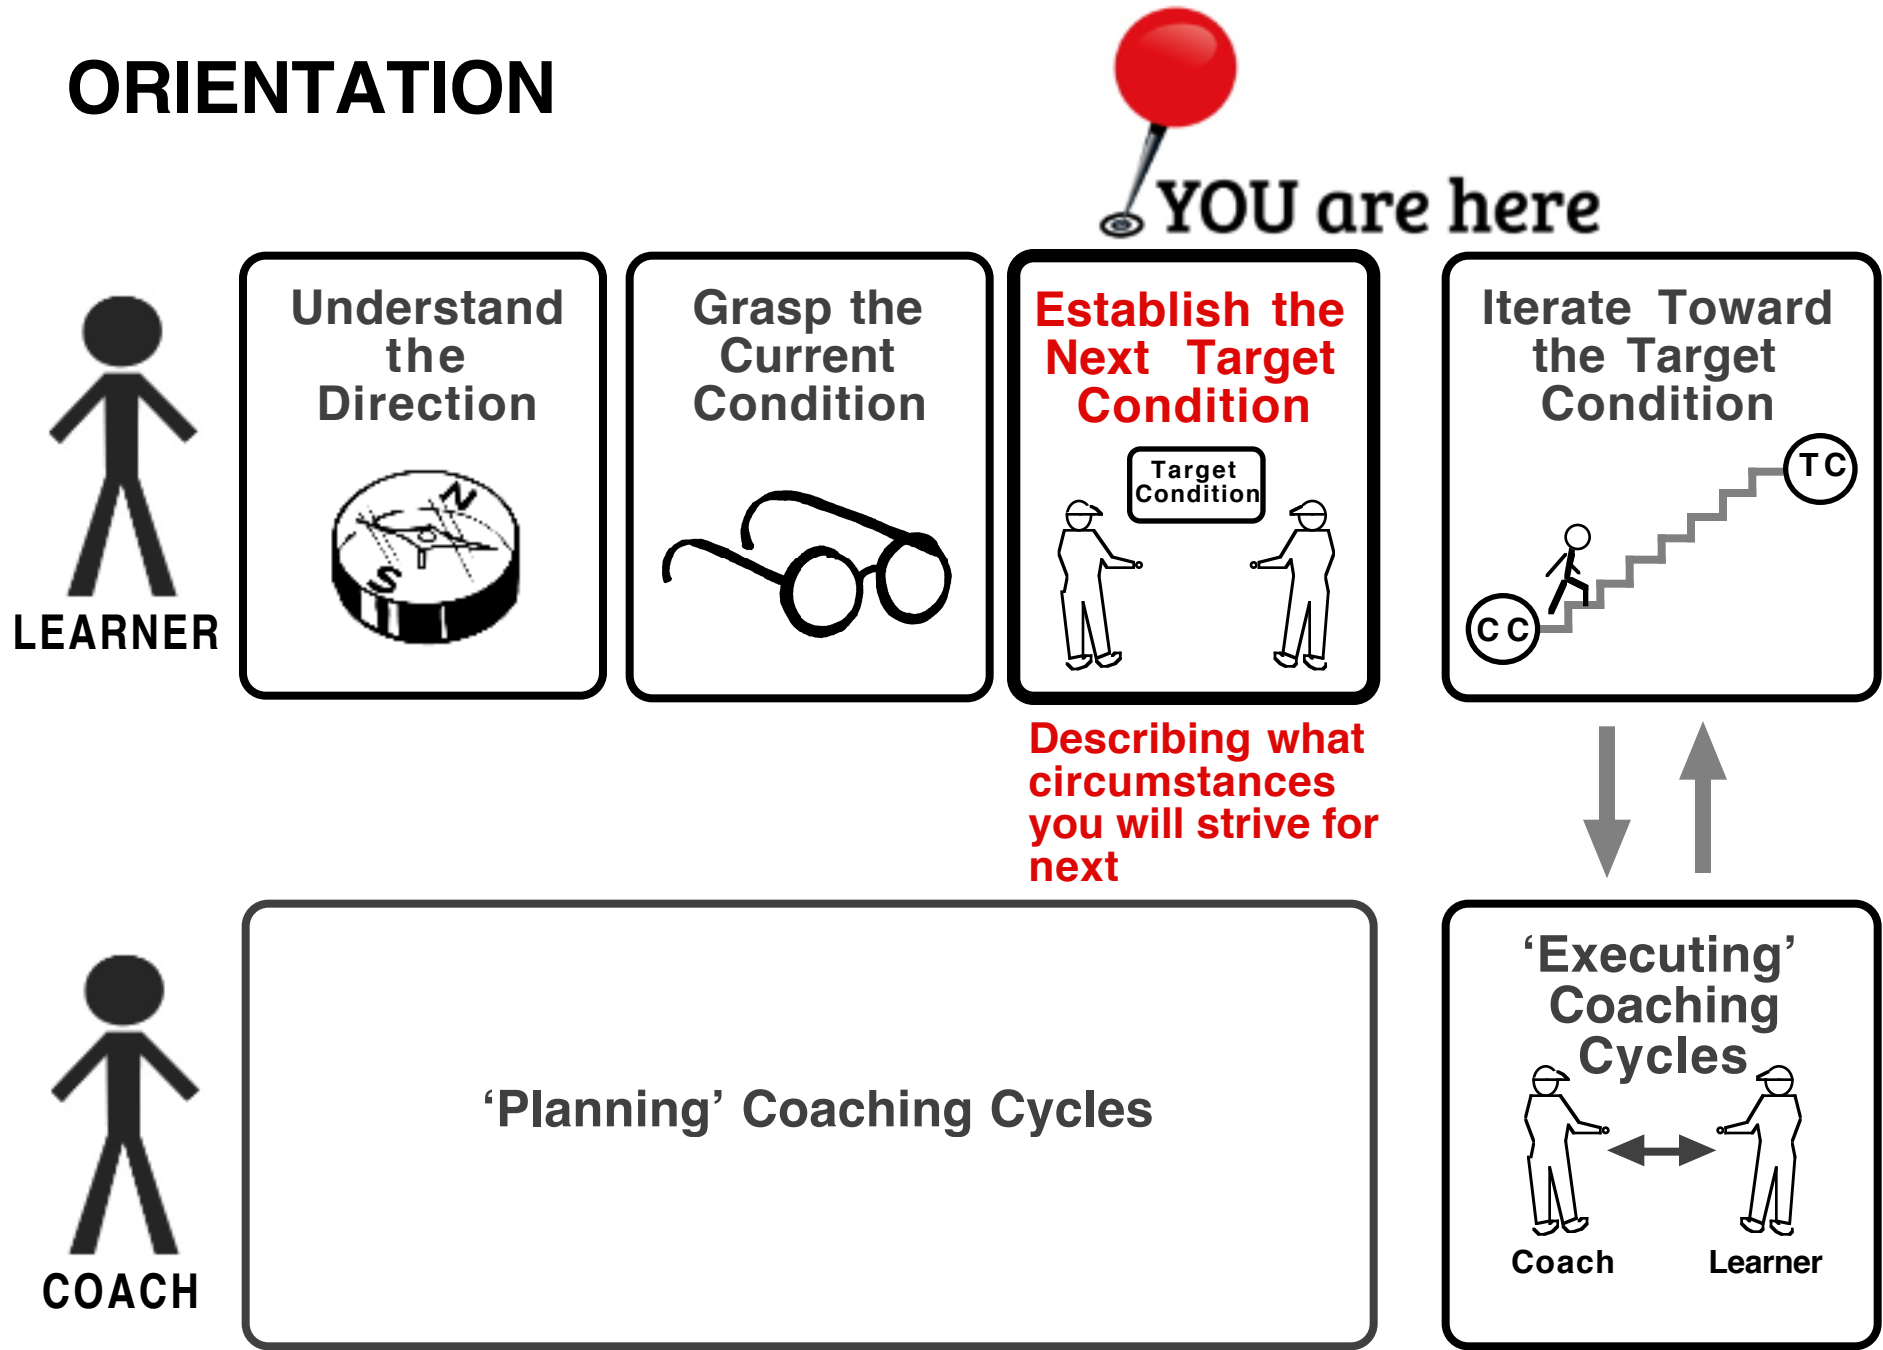 ORIENTATION
YOU are here
Understand
the
Direction
N
S
Grasp the
Current
Condition
Establish the
Next Target
Condition
Target
Condition
Iterate Toward
the Target
Condition
TC
CC
LEARNER
Describing what
circumstances
you will strive for
next
‘Planning’ Coaching Cycles
‘Executing’
Coaching
Cycles
Coach
Learner
COACH